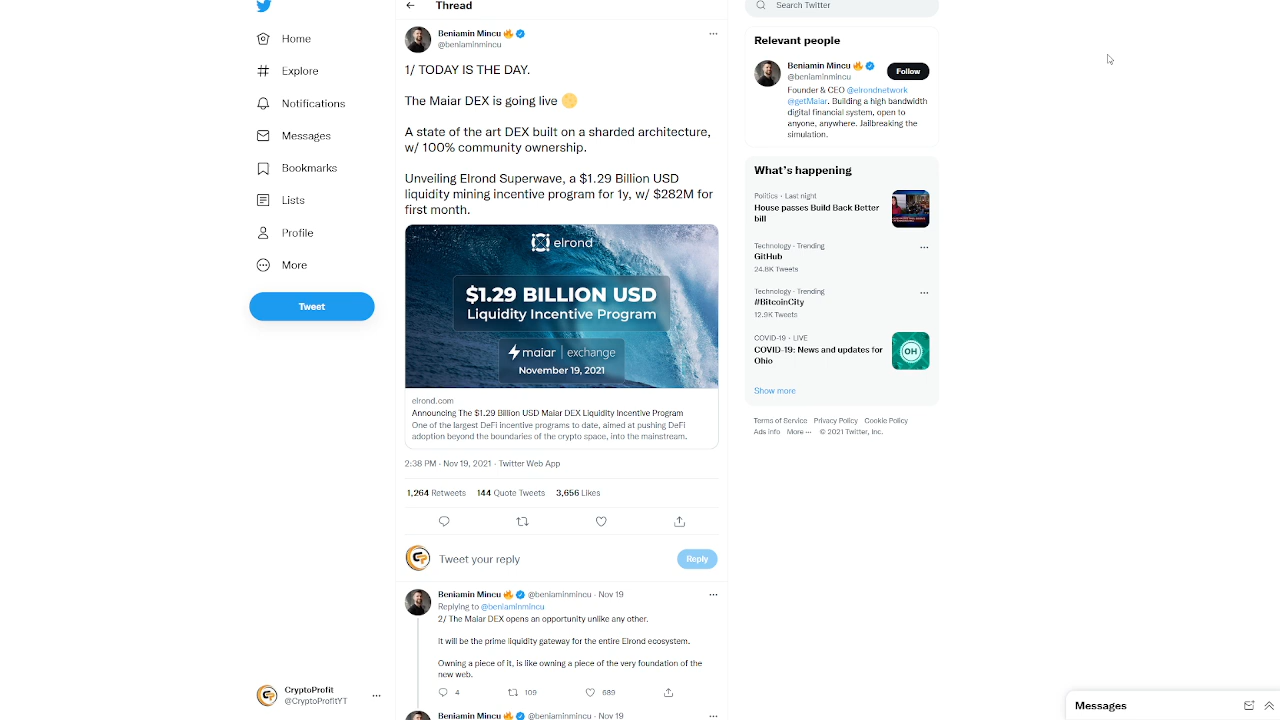 Home
Explore
Notifications
Messages
Bookmarks
Lists
Profile
More
Tweet
CryptoProfit
@CryptoProfitYT
Thread
Beniamin Mincu
@beniaminmincu
1/ TODAY IS THE DAY.
The Maiar DEX is going live
A state of the art DEX built on a sharded architecture,
w/ 100% community ownership.
Unveiling Elrond Superwave, a $1.29 Billion USD
liquidity mining incentive program for 1y, w/ $282M for
first month.
elrond
$1.29 BILLION USD
Liquidity Incentive Program
maiar | exchange
November 19, 2021
elrond.com
Announcing The $1.29 Billion USD Maiar DEX Liquidity Incentive Program
One of the largest DeFi incentive programs to date, aimed at pushing DeFi
adoption beyond the boundaries of the crypto space, into the mainstream.
2:38 PM · Nov 19, 2021 · Twitter Web App
1,264 Retweets 144 Quote Tweets 3,656 Likes
Tweet your reply
Reply
Beniamin Mincu @beniaminmincu · Nov 19
Replying to @beniaminmincu
2/ The Maiar DEX opens an opportunity unlike any other.
It will be the prime liquidity gateway for the entire Elrond ecosystem.
Owning a piece of it, is like owning a piece of the very foundation of the
new web.
4 109 689
Beniamin Mincu @beniaminmincu · Nov 19
Search Twitter
Relevant people
Beniamin Mincu
@beniaminmincu
Follow
Founder & CEO @elrondnetwork
@getMaiar. Building a high bandwidth
digital financial system, open to
anyone, anywhere. Jailbreaking the
simulation.
What's happening
Politics · Last night
House passes Build Back Better
bill
Technology · Trending
GitHub
24.8K Tweets
Technology · Trending
#BitcoinCity
12.9K Tweets
COVID-19 · LIVE
COVID-19: News and updates for
Ohio
OH
Show more
Terms of Service Privacy Policy Cookie Policy
Ads info More ··· © 2021 Twitter, Inc.
Messages